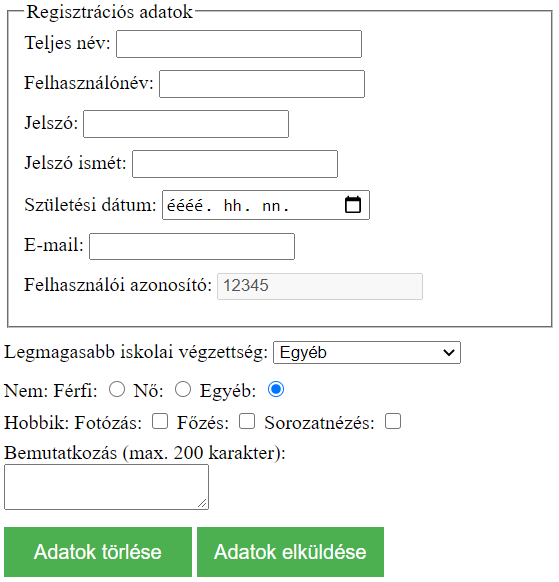 Regisztrációs adatok
Teljes név:
Felhasználónév:
Jelszó:
Jelszó ismét:
Születési dátum: éééé. hh. nn.
E-mail:
Felhasználói azonosító: 12345
Legmagasabb iskolai végzettség: Egyéb
Nem: Férfi: Nő: Egyéb:
Hobbik: Fotózás: Főzés: Sorozatnézés:
Bemutatkozás (max. 200 karakter):
Adatok törlése Adatok elküldése